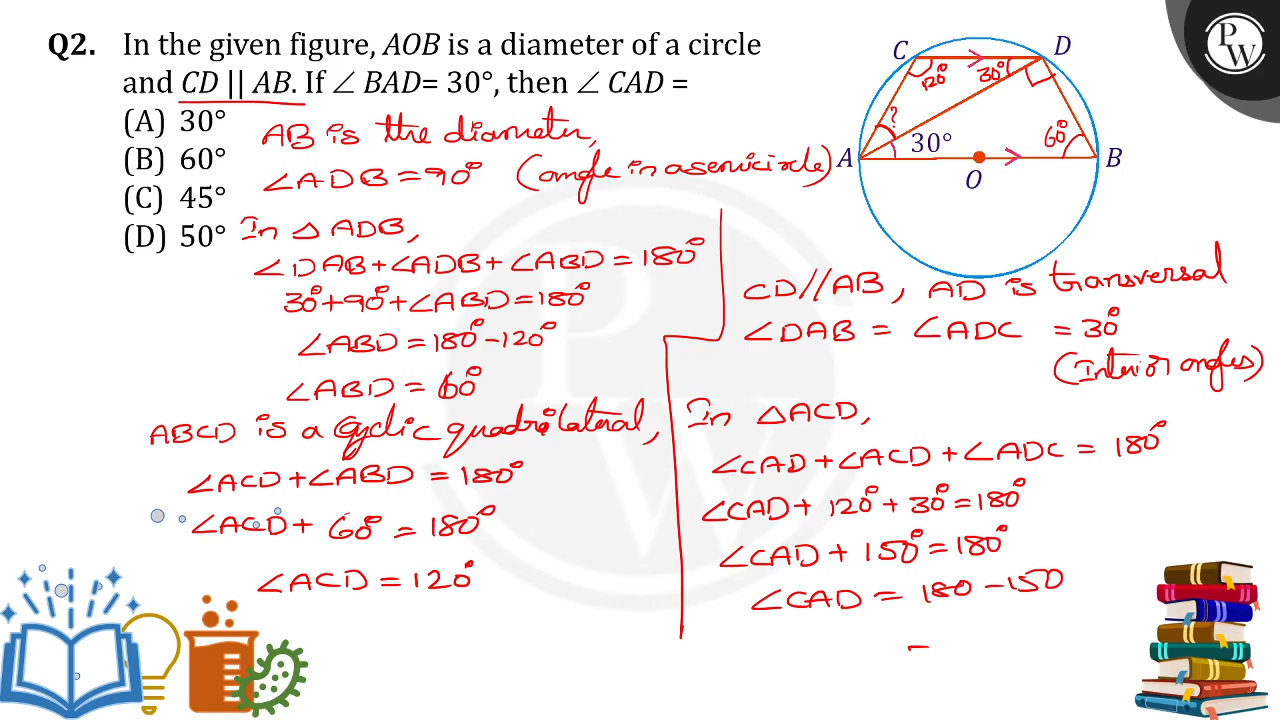 Q2. In the given figure, AOB is a diameter of a circle
and CD || AB. If ∠ BAD= 30°, then ∠ CAD =
(A) 30°
(B) 60°
(C) 45°
(D) 50°
AB is the diameter,
∠ADB = 90° (angle in a semicircle)
In △ ADB,
∠DAB + ∠ADB + ∠ABD = 180°
30° + 90° + ∠ABD = 180°
∠ABD = 180° - 120°
∠ABD = 60°
ABCD is a cyclic quadrilateral,
∠ACD + ∠ABD = 180°
∠ACD + 60° = 180°
∠ACD = 120°
CD//AB, AD is transversal
∠DAB = ∠ADC = 30°
(Interior angles)
In △ACD,
∠CAD + ∠ACD + ∠ADC = 180°
∠CAD + 120° + 30° = 180°
∠CAD + 150° = 180°
∠CAD = 180 - 150
C
D
120°
30°
?
30°
60°
A
B
O
P
W